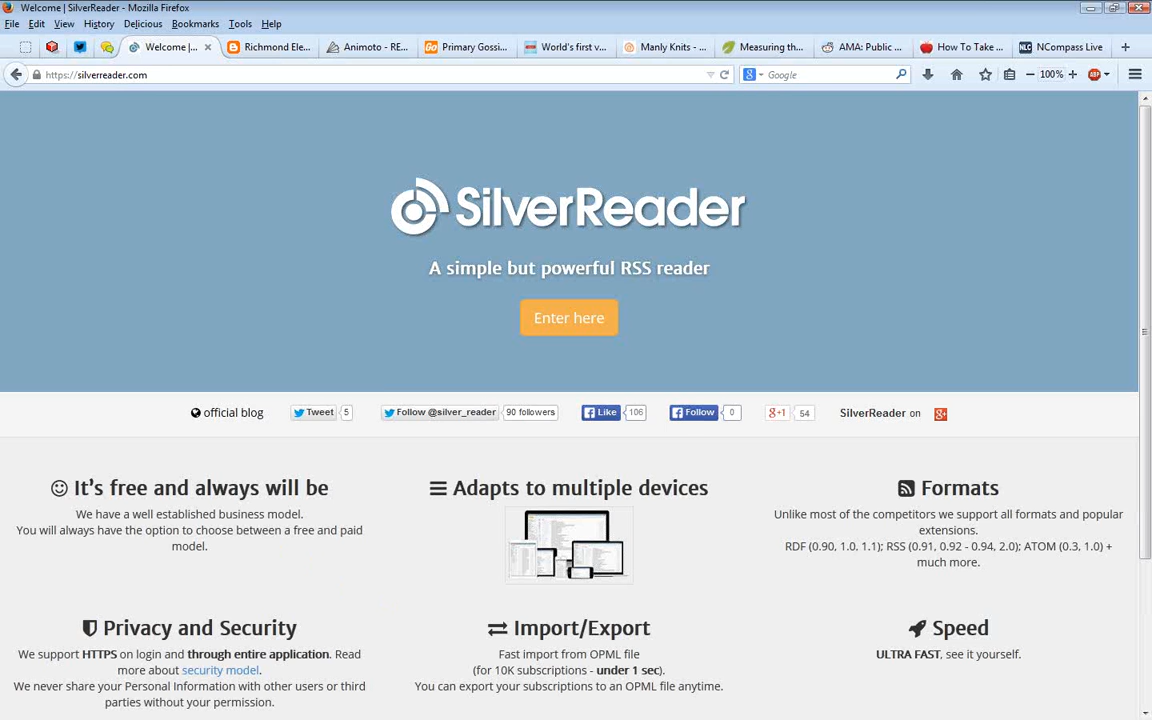 Welcome | SilverReader - Mozilla Firefox
File Edit View History Delicious Bookmarks Tools Help
Welcome |... Richmond Ele... Animoto - RE... Primary Gossi... World's first v... Manly Knits - ... Measuring th... AMA: Public ... How To Take ... NCompass Live
https://silverreader.com Google 100%
SilverReader
A simple but powerful RSS reader
Enter here
official blog Tweet 5 Follow @silver_reader 90 followers Like 106 Follow 0 g+1 54 SilverReader on g+
It's free and always will be
We have a well established business model.
You will always have the option to choose between a free and paid
model.
Adapts to multiple devices
Formats
Unlike most of the competitors we support all formats and popular
extensions.
RDF (0.90, 1.0, 1.1); RSS (0.91, 0.92 - 0.94, 2.0); ATOM (0.3, 1.0) +
much more.
Privacy and Security
We support HTTPS on login and through entire application. Read
more about security model.
We never share your Personal Information with other users or third
parties without your permission.
Import/Export
Fast import from OPML file
(for 10K subscriptions - under 1 sec).
You can export your subscriptions to an OPML file anytime.
Speed
ULTRA FAST, see it yourself.